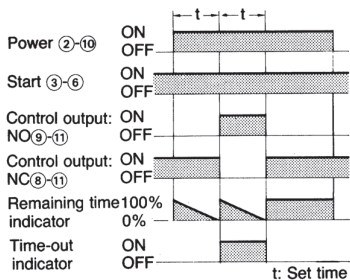 t t
Power ②-⑩ ON
OFF
Start ③-⑥ ON
OFF
Control output: ON
NO⑨-⑪ OFF
Control output: ON
NC⑧-⑪ OFF
Remaining time 100%
indicator 0%
Time-out ON
indicator OFF
t: Set time